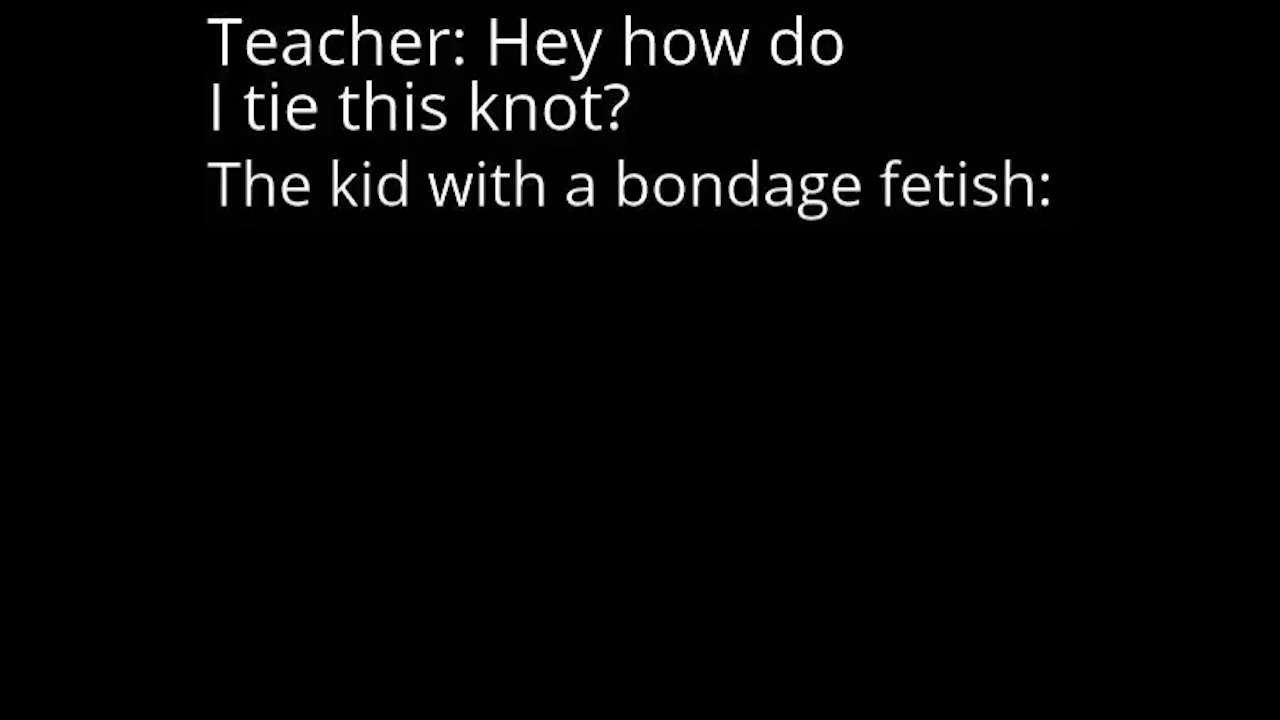 Teacher: Hey how do
I tie this knot?
The kid with a bondage fetish: